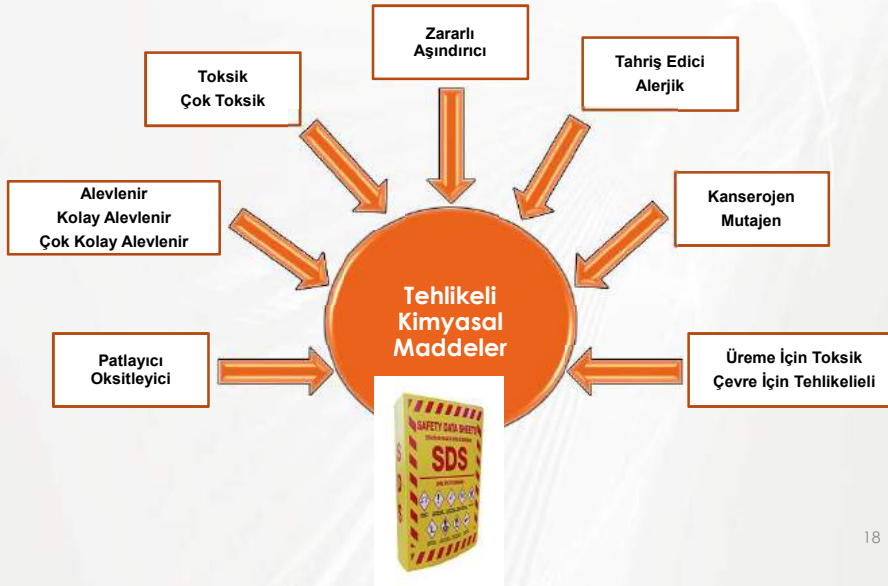 Zararlı
Aşındırıcı
Toksik
Çok Toksik
Tahriş Edici
Alerjik
Alevlenir
Kolay Alevlenir
Çok Kolay Alevlenir
Kanserojen
Mutajen
Tehlikeli
Kimyasal
Maddeler
Patlayıcı
Oksitleyici
Üreme İçin Toksik
Çevre İçin Tehlikelieli
SAFETY DATA SHEETS
SDS
SDS
18